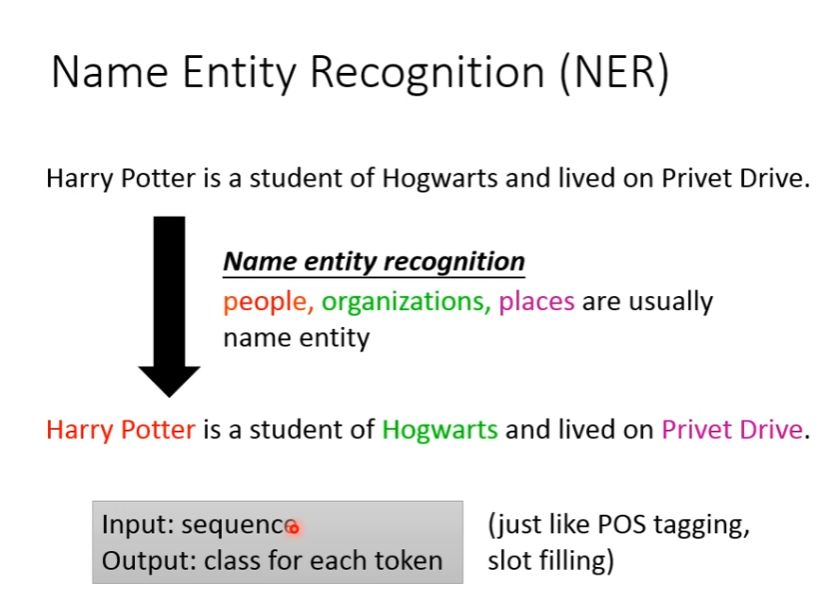 Name Entity Recognition (NER)
Harry Potter is a student of Hogwarts and lived on Privet Drive.
Name entity recognition
people, organizations, places are usually
name entity
Harry Potter is a student of Hogwarts and lived on Privet Drive.
Input: sequence
Output: class for each token
(just like POS tagging,
slot filling)